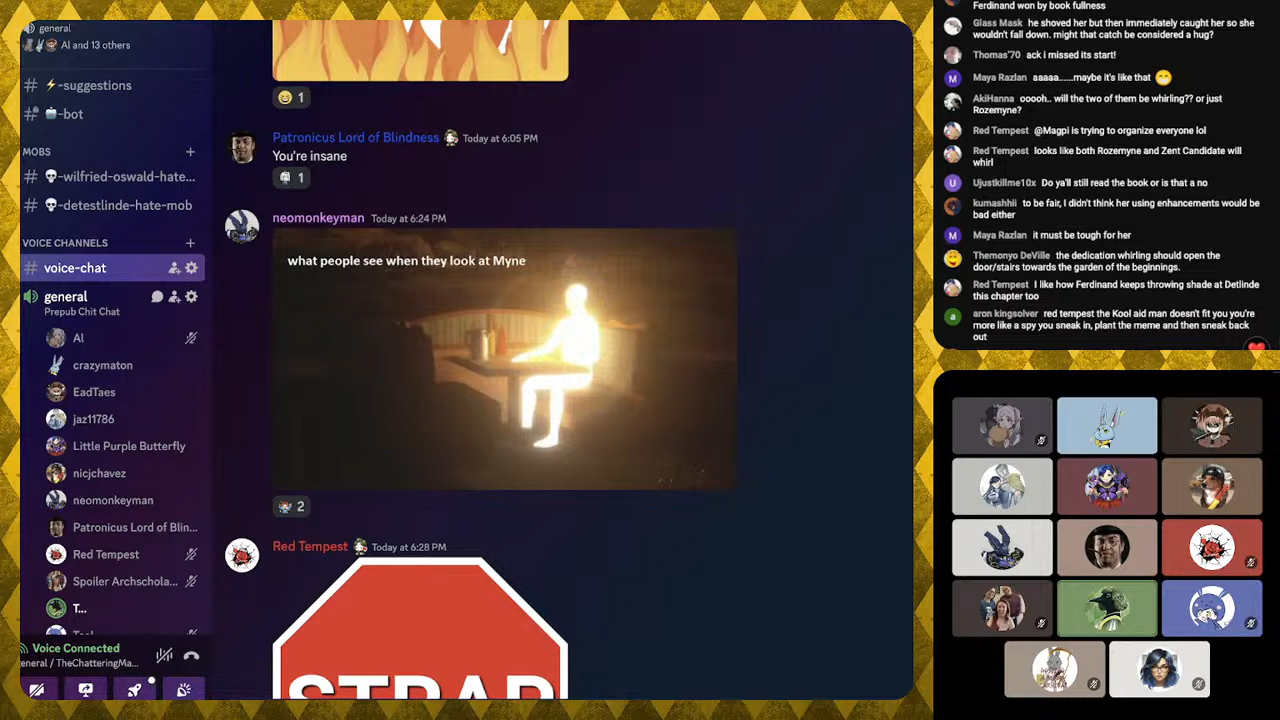 general
AI and 13 others
# ⚡-suggestions
# 🤖-bot
MOBS
# 💀-wilfried-oswald-hate...
# 💀-detestlinde-hate-mob
VOICE CHANNELS
# voice-chat
general
Prepub Chit Chat
Al
crazymaton
EadTaes
jaz11786
Little Purple Butterfly
nicjchavez
neomonkeyman
Patronicus Lord of Blin...
Red Tempest
Spoiler Archschola...
T...
Voice Connected
eneral / TheChatteringMa...
😄 1
Patronicus Lord of Blindness Today at 6:05 PM
You're insane
1
neomonkeyman Today at 6:24 PM
what people see when they look at Myne
2
Red Tempest Today at 6:28 PM
STRAP
Ferdinand won by book fullness
Glass Mask he shoved her but then immediately caught her so she
wouldn't fall down. might that catch be considered a hug?
Thomas'70 ack i missed its start!
M
Maya Razlan aaaaa......maybe it's like that 😁
AkiHanna ooooh.. will the two of them be whirling?? or just
Rozemyne?
Red Tempest @Magpi is trying to organize everyone lol
Red Tempest looks like both Rozemyne and Zent Candidate will
whirl
U
Ujustkillme10x Do ya'll still read the book or is that a no
kumashhii to be fair, I didn't think her using enhancements would be
bad either
M
Maya Razlan it must be tough for her
Themonyo DeVille the dedication whirling should open the
door/stairs towards the garden of the beginnings.
Red Tempest I like how Ferdinand keeps throwing shade at Detlinde
this chapter too
a
aron kingsolver red tempest the Kool aid man doesn't fit you you're
more like a spy you sneak in, plant the meme and then sneak back
out